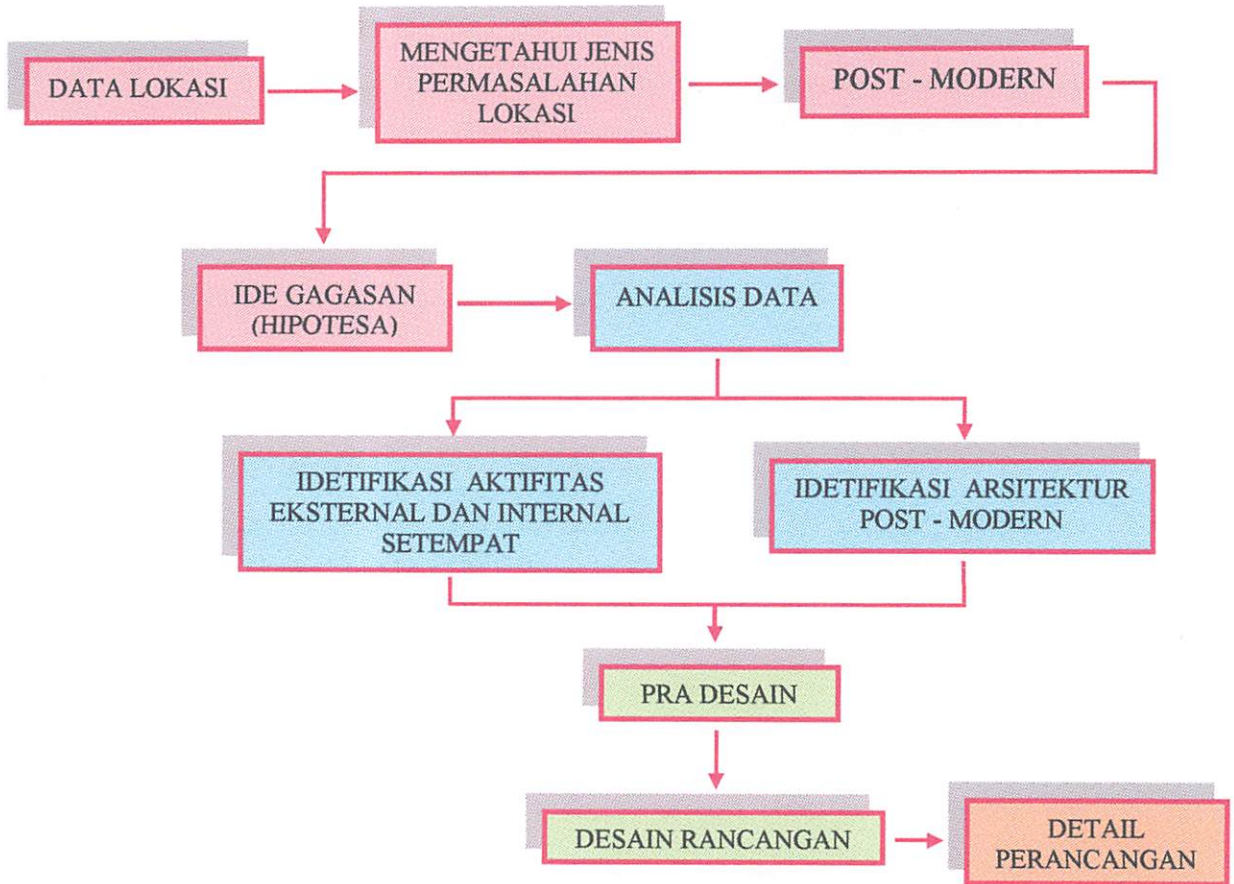 DATA LOKASI
MENGETAHUI JENIS
PERMASALAHAN
LOKASI
POST - MODERN
IDE GAGASAN
(HIPOTESA)
ANALISIS DATA
IDETIFIKASI AKTIFITAS
EKSTERNAL DAN INTERNAL
SETEMPAT
IDETIFIKASI ARSITEKTUR
POST - MODERN
PRA DESAIN
DESAIN RANCANGAN
DETAIL
PERANCANGAN